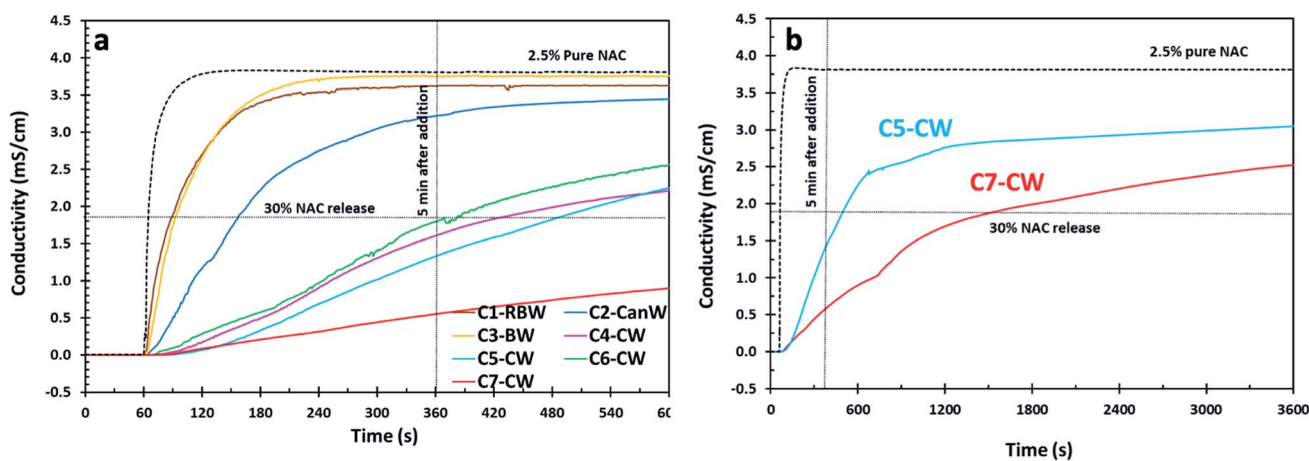 a
4.5
4.0
3.5
3.0
2.5
2.0
1.5
1.0
0.5
0.0
-0.5
Conductivity (mS/cm)
2.5% Pure NAC
5 min after addition
30% NAC release
C1-RBW C2-CanW
C3-BW C4-CW
C5-CW C6-CW
C7-CW
0 60 120 180 240 300 360 420 480 540 60
Time (s)
b
4.5
4.0
3.5
3.0
2.5
2.0
1.5
1.0
0.5
0.0
-0.5
Conductivity (mS/cm)
2.5% pure NAC
5 min after addition
C5-CW
C7-CW
30% NAC release
0 600 1200 1800 2400 3000 3600
Time (s)